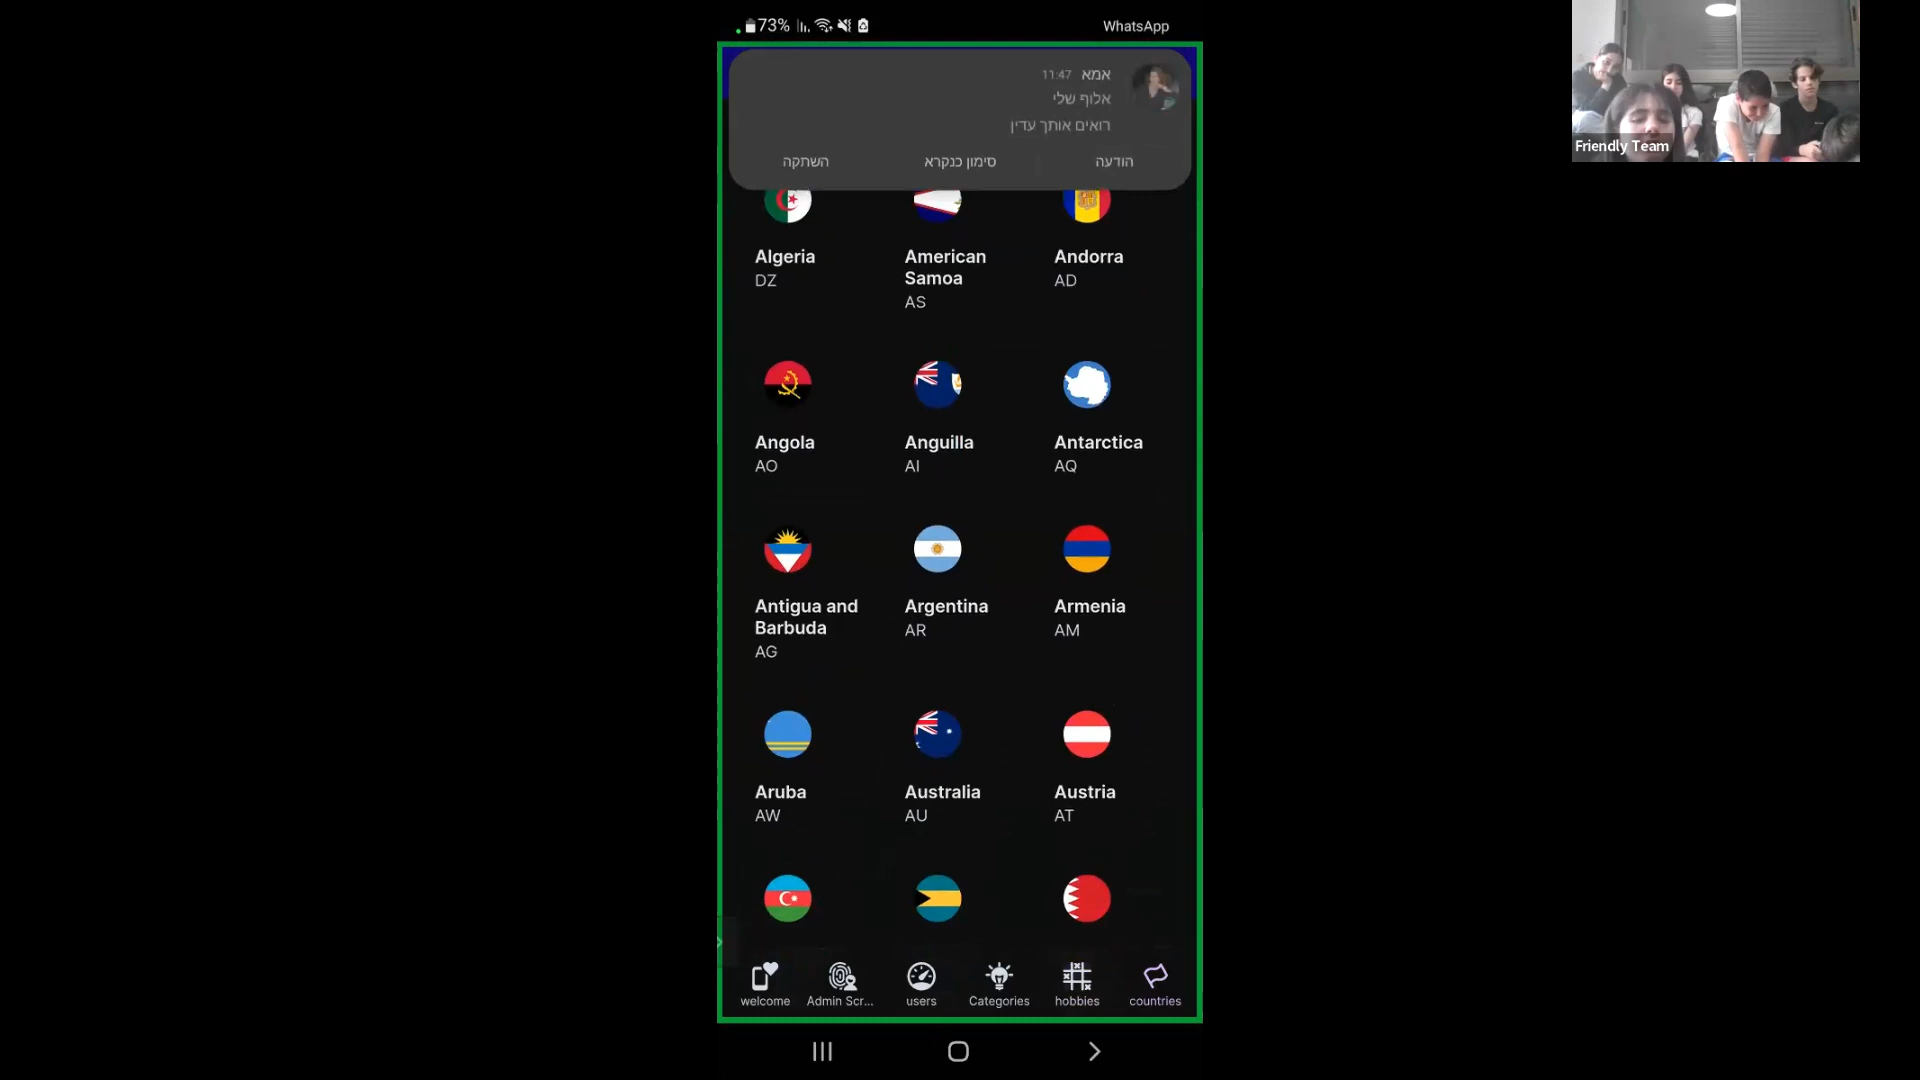 73%
WhatsApp
אמא 11:47
אלוף שלי
רואים אותך עדין
הודעה
סימון כנקרא
השתקה
Algeria
DZ
American
Samoa
AS
Andorra
AD
Angola
AO
Anguilla
AI
Antarctica
AQ
Antigua and
Barbuda
AG
Argentina
AR
Armenia
AM
Aruba
AW
Australia
AU
Austria
AT
welcome
Admin Scr...
users
Categories
hobbies
countries
Friendly Team